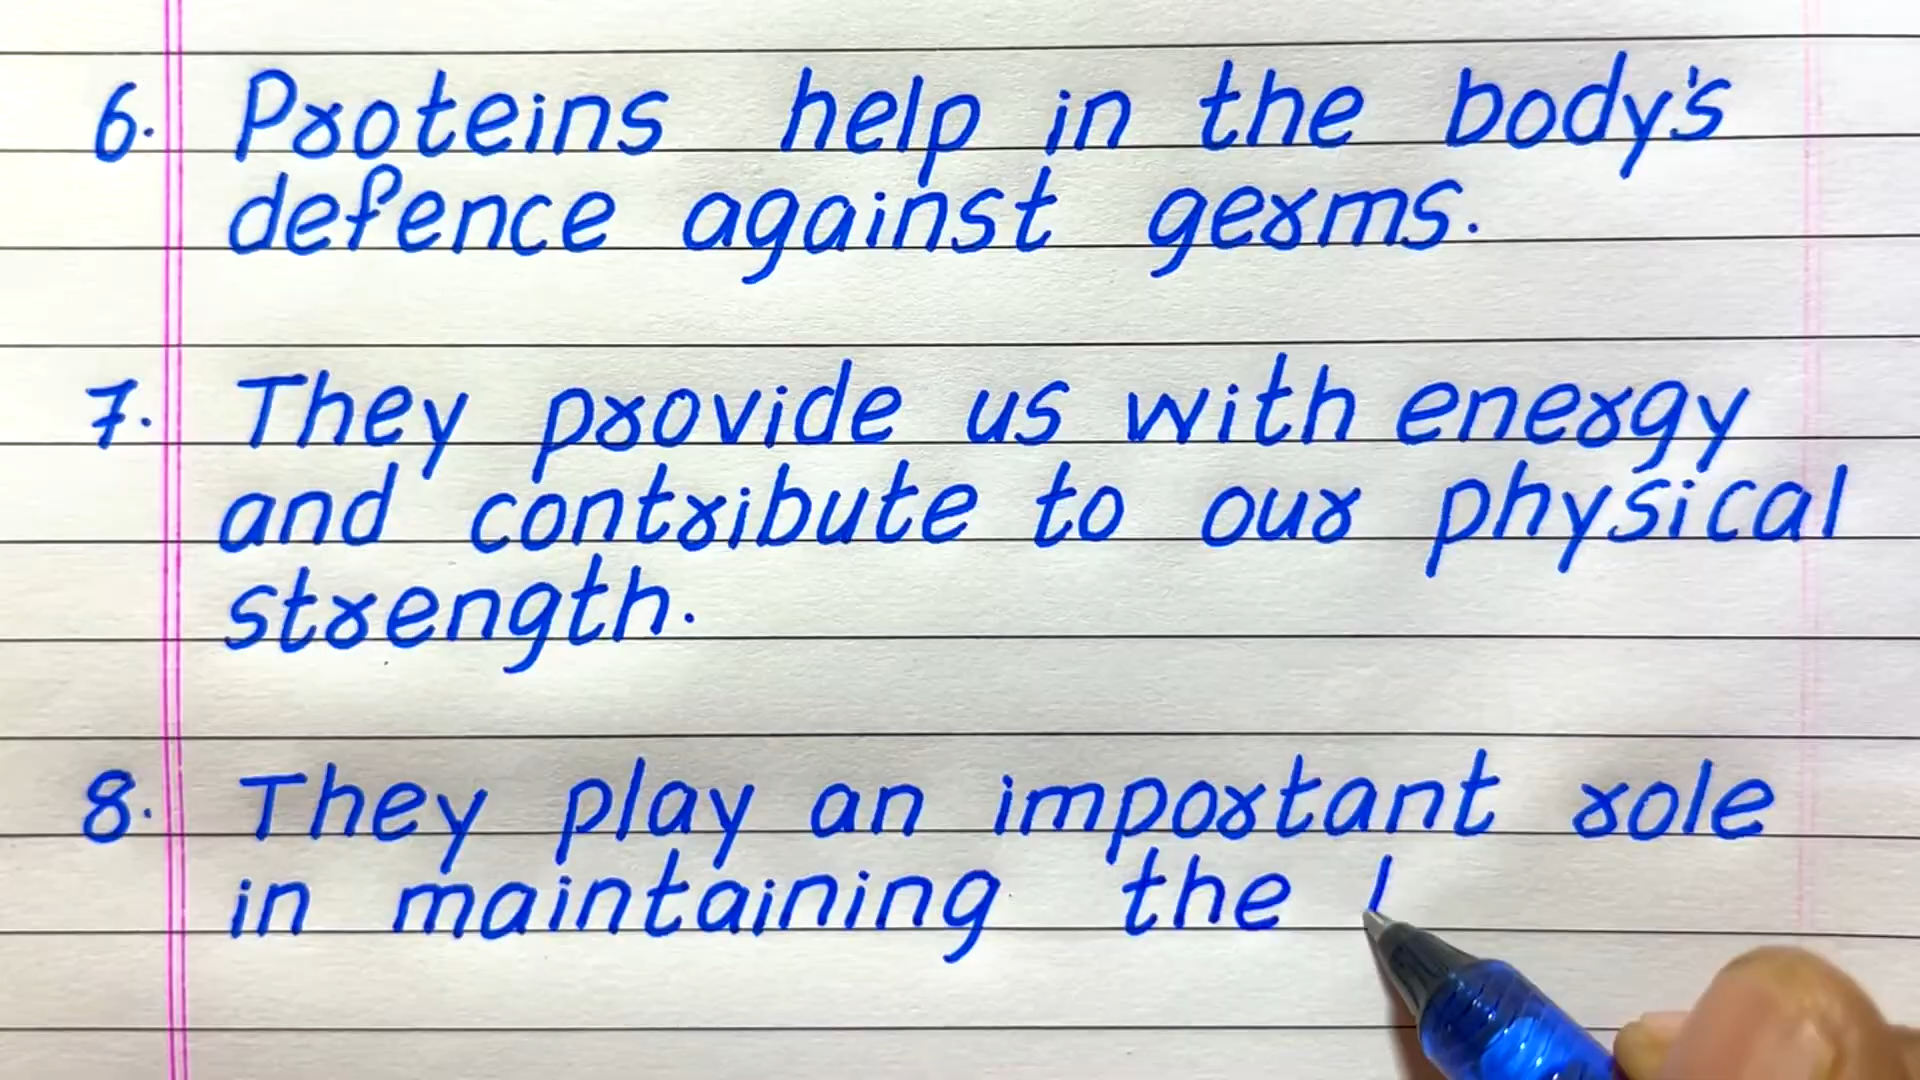 6. Proteins help in the body's
defence against germs.
7. They provide us with energy
and contribute to our physical
strength.
8. They play an important role
in maintaining the